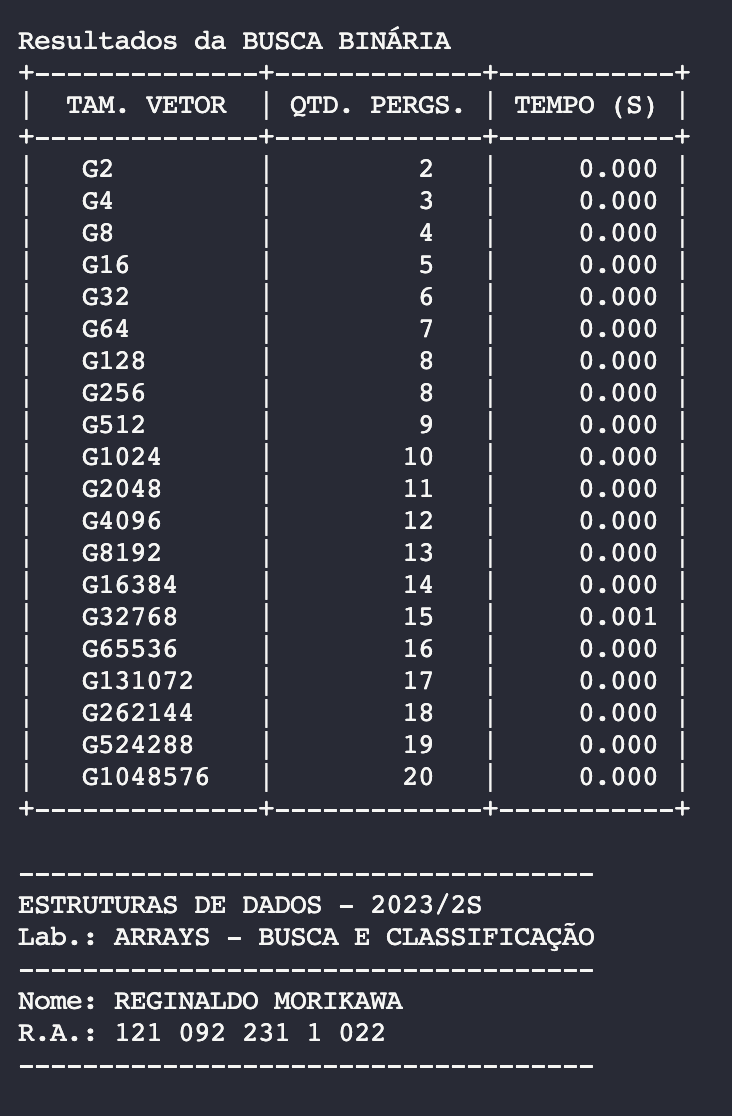 Resultados da BUSCA BINÁRIA
+--------------+-------------+-----------+
|  TAM. VETOR  | QTD. PERGS. | TEMPO (S) |
+--------------+-------------+-----------+
|   G2         |         2   |     0.000 |
|   G4         |         3   |     0.000 |
|   G8         |         4   |     0.000 |
|   G16        |         5   |     0.000 |
|   G32        |         6   |     0.000 |
|   G64        |         7   |     0.000 |
|   G128       |         8   |     0.000 |
|   G256       |         8   |     0.000 |
|   G512       |         9   |     0.000 |
|   G1024      |        10   |     0.000 |
|   G2048      |        11   |     0.000 |
|   G4096      |        12   |     0.000 |
|   G8192      |        13   |     0.000 |
|   G16384     |        14   |     0.000 |
|   G32768     |        15   |     0.001 |
|   G65536     |        16   |     0.000 |
|   G131072    |        17   |     0.000 |
|   G262144    |        18   |     0.000 |
|   G524288    |        19   |     0.000 |
|   G1048576   |        20   |     0.000 |
+--------------+-------------+-----------+
------------------------------------
ESTRUTURAS DE DADOS - 2023/2S
Lab.: ARRAYS - BUSCA E CLASSIFICAÇÃO
------------------------------------
Nome: REGINALDO MORIKAWA
R.A.: 121 092 231 1 022
------------------------------------